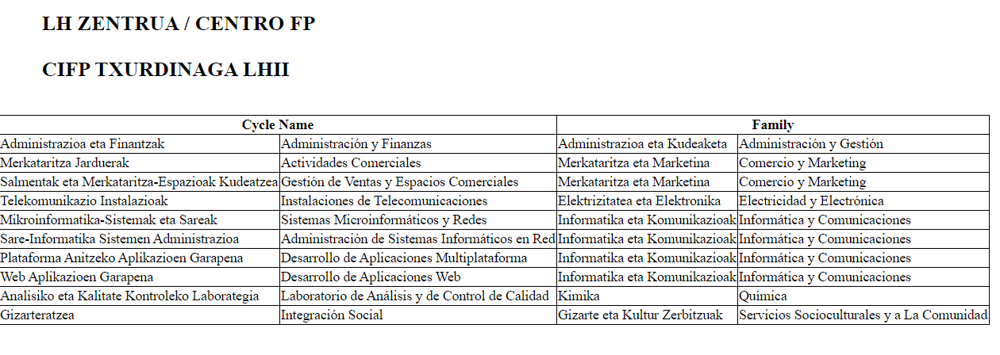 LH ZENTRUA / CENTRO FP
CIFP TXURDINAGA LHII
Cycle Name Family
Administrazioa eta Finantzak Administración y Finanzas Administrazioa eta Kudeaketa Administración y Gestión
Merkataritza Jarduerak Actividades Comerciales Merkataritza eta Marketina Comercio y Marketing
Salmentak eta Merkataritza-Espazioak Kudeatzea Gestión de Ventas y Espacios Comerciales Merkataritza eta Marketina Comercio y Marketing
Telekomunikazio Instalazioak Instalaciones de Telecomunicaciones Elektrizitatea eta Elektronika Electricidad y Electrónica
Mikroinformatika-Sistemak eta Sareak Sistemas Microinformáticos y Redes Informatika eta Komunikazioak Informática y Comunicaciones
Sare-Informatika Sistemen Administrazioa Administración de Sistemas Informáticos en Red Informatika eta Komunikazioak Informática y Comunicaciones
Plataforma Anitzeko Aplikazioen Garapena Desarrollo de Aplicaciones Multiplataforma Informatika eta Komunikazioak Informática y Comunicaciones
Web Aplikazioen Garapena Desarrollo de Aplicaciones Web Informatika eta Komunikazioak Informática y Comunicaciones
Analisiko eta Kalitate Kontroleko Laborategia Laboratorio de Análisis y de Control de Calidad Kimika Química
Gizarteratzea Integración Social Gizarte eta Kultur Zerbitzuak Servicios Socioculturales y a La Comunidad